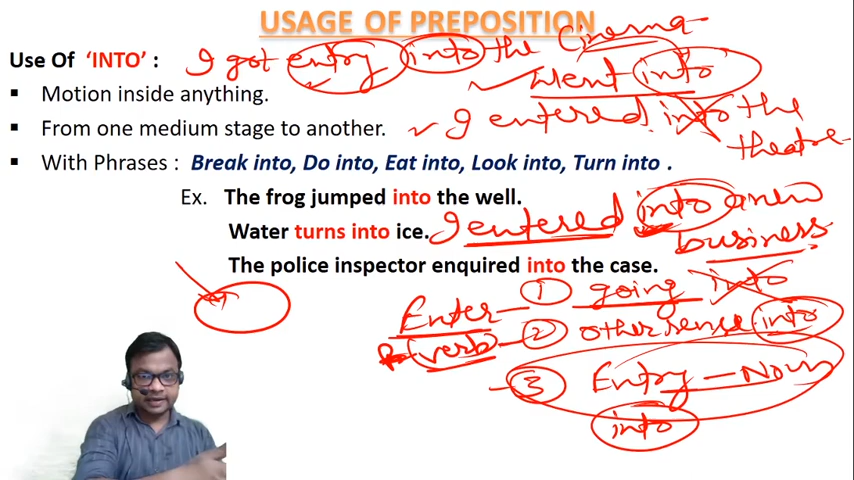 USAGE OF PREPOSITION
Use Of ‘INTO’ : I got entry into the Cinema
went into
▪ Motion inside anything.
I entered into the theatre
▪ From one medium stage to another.
▪ With Phrases : Break into, Do into, Eat into, Look into, Turn into .
Ex. The frog jumped into the well.
I entered into a new business.
Water turns into ice.
The police inspector enquired into the case.
Enter – 1 going into
verb – 2 other sense into
– 3 Entry – Noun
into